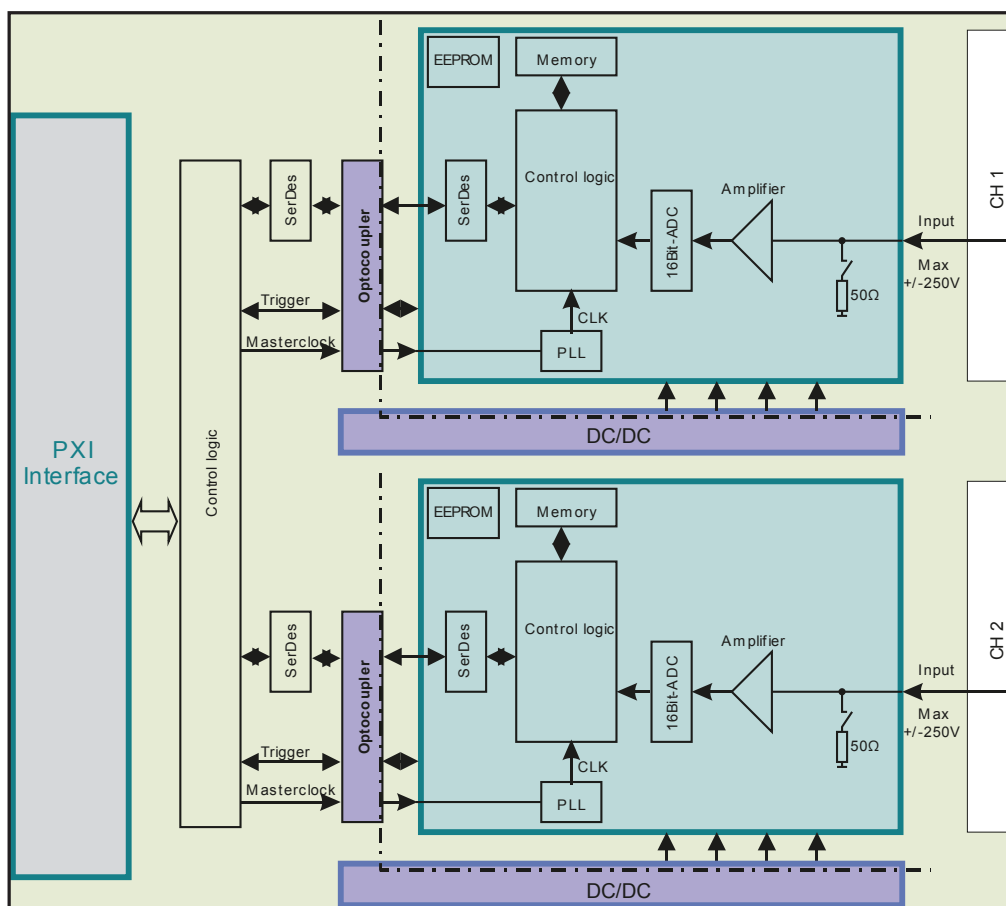 EEPROM
Memory
Control logic
SerDes
SerDes
Optocoupler
16Bit-ADC
Amplifier
Input
Max
+/-250V
50Ω
CH 1
Trigger
Masterclock
CLK
PLL
DC/DC
PXI
Interface
Control logic
EEPROM
Memory
Control logic
SerDes
SerDes
Optocoupler
16Bit-ADC
Amplifier
Input
Max
+/-250V
50Ω
CH 2
Trigger
Masterclock
CLK
PLL
DC/DC